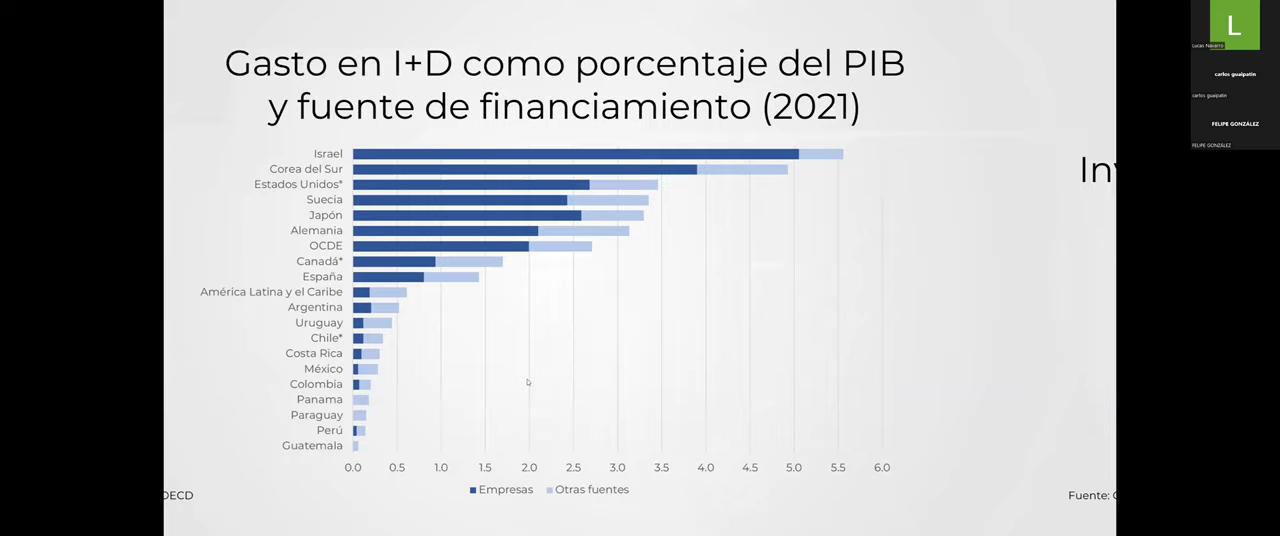 Gasto en I+D como porcentaje del PIB
y fuente de financiamiento (2021)
Israel
Corea del Sur
Estados Unidos*
Suecia
Japón
Alemania
OCDE
Canadá*
España
América Latina y el Caribe
Argentina
Uruguay
Chile*
Costa Rica
México
Colombia
Panama
Paraguay
Perú
Guatemala
0.0 0.5 1.0 1.5 2.0 2.5 3.0 3.5 4.0 4.5 5.0 5.5 6.0
Empresas Otras fuentes
OECD
Inv
Fuente:
L
Lucas Navarro
carlos guaipatin
carlos guaipatin
FELIPE GONZÁLEZ
FELIPE GONZÁLEZ